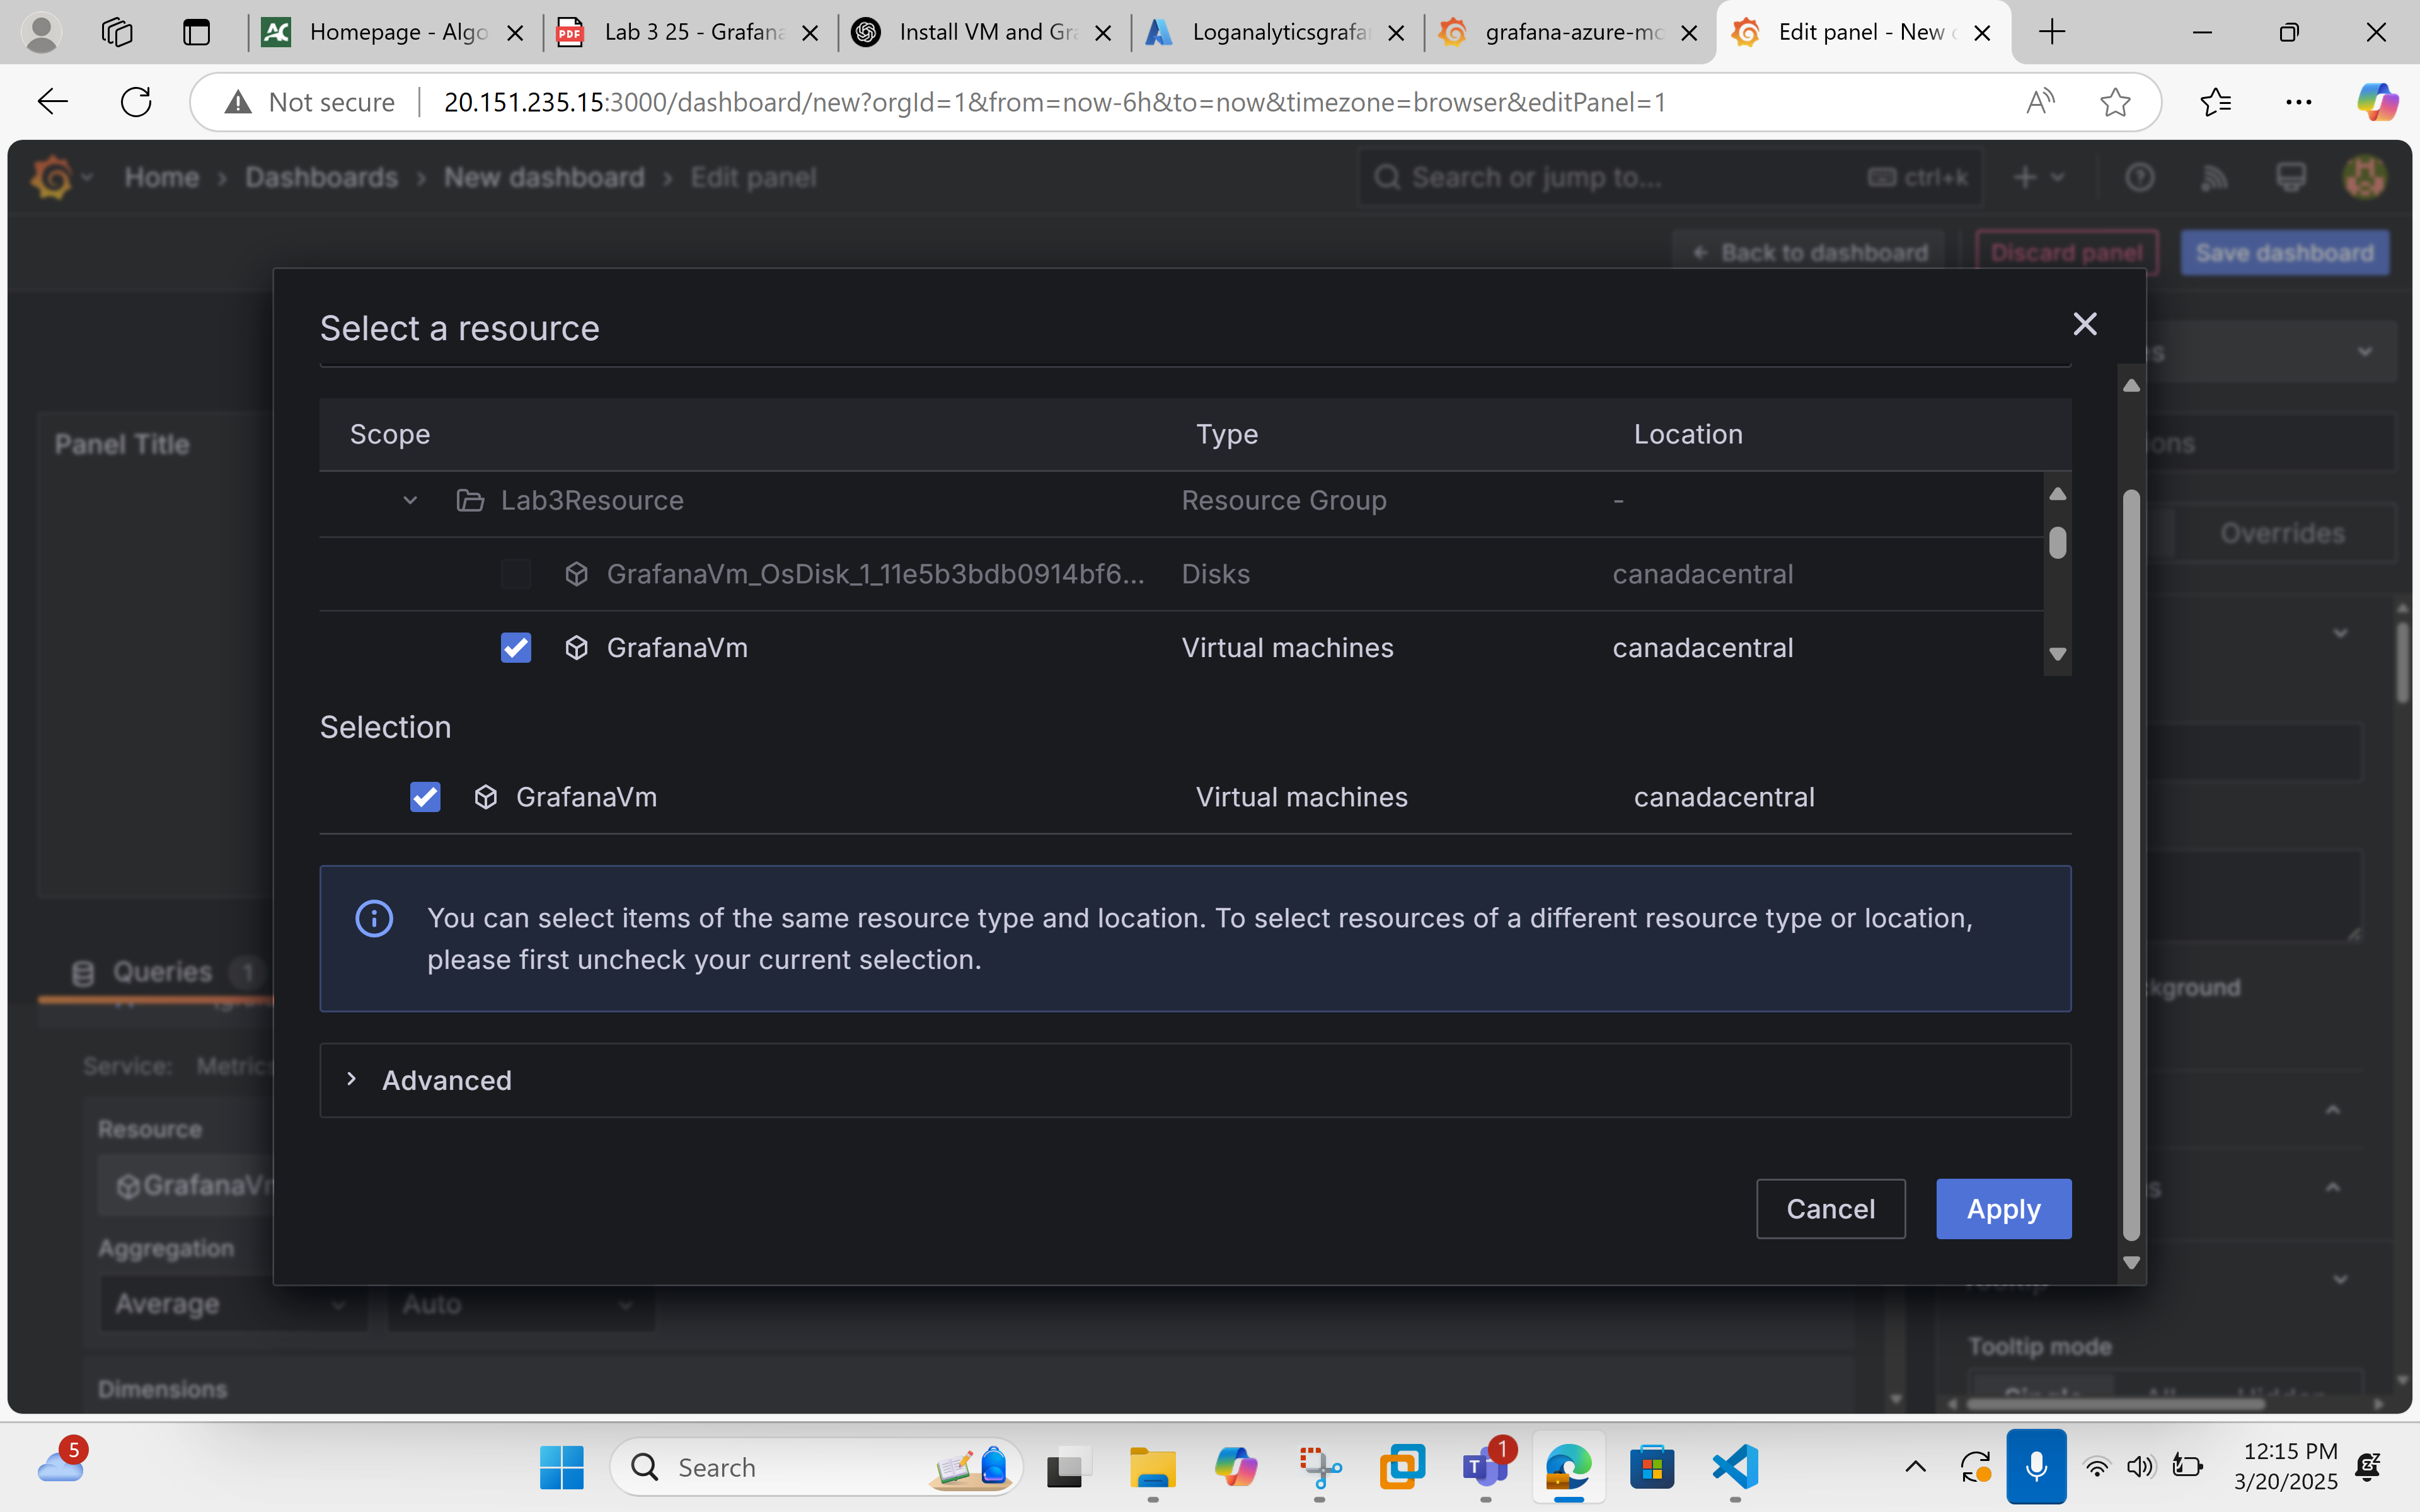 Homepage - Algo
Lab 3 25 - Grafana
Install VM and Gr
Loganalyticsgrafa
grafana-azure-mo
Edit panel - New
Not secure
20.151.235.15:3000/dashboard/new?orgId=1&from=now-6h&to=now&timezone=browser&editPanel=1
Home > Dashboards > New dashboard > Edit panel
Search or jump to...
ctrl+k
Back to dashboard
Discard panel
Save dashboard
Select a resource
Panel Title
Scope Type Location
Lab3Resource Resource Group -
Overrides
GrafanaVm_OsDisk_1_11e5b3bdb0914bf6... Disks canadacentral
GrafanaVm Virtual machines canadacentral
Selection
GrafanaVm Virtual machines canadacentral
You can select items of the same resource type and location. To select resources of a different resource type or location,
please first uncheck your current selection.
Queries 1
kground
Service: Metrics
Advanced
Resource
GrafanaVm
Cancel
Apply
Aggregation
Average
Auto
Tooltip mode
Dimensions
5
Search
1
12:15 PM
3/20/2025